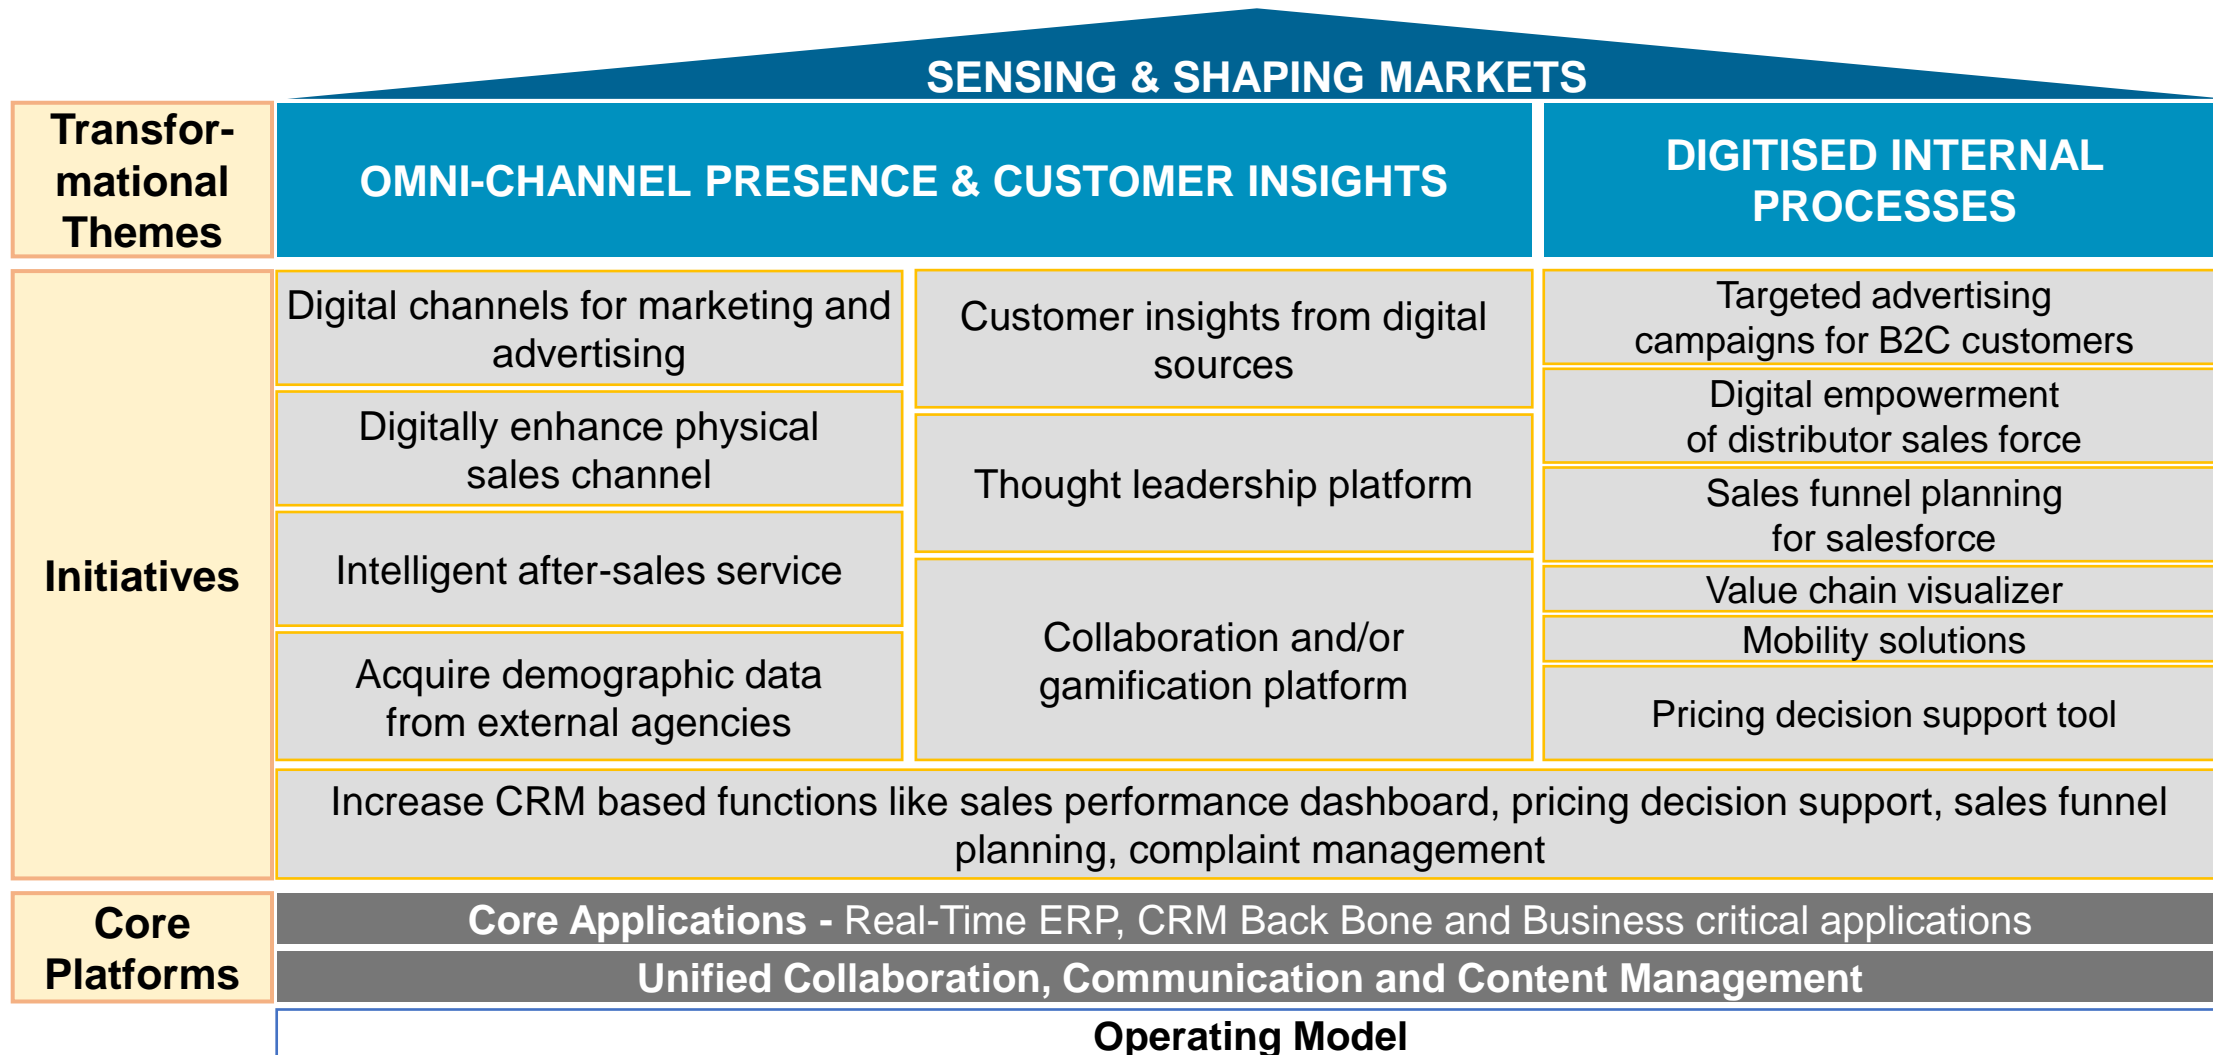 SENSING & SHAPING MARKETS
Transfor-
mational
Themes
OMNI-CHANNEL PRESENCE & CUSTOMER INSIGHTS
DIGITISED INTERNAL
PROCESSES
Initiatives
Digital channels for marketing and
advertising
Digitally enhance physical
sales channel
Intelligent after-sales service
Acquire demographic data
from external agencies
Customer insights from digital
sources
Thought leadership platform
Collaboration and/or
gamification platform
Targeted advertising
campaigns for B2C customers
Digital empowerment
of distributor sales force
Sales funnel planning
for salesforce
Value chain visualizer
Mobility solutions
Pricing decision support tool
Increase CRM based functions like sales performance dashboard, pricing decision support, sales funnel
planning, complaint management
Core
Platforms
Core Applications - Real-Time ERP, CRM Back Bone and Business critical applications
Unified Collaboration, Communication and Content Management
Operating Model